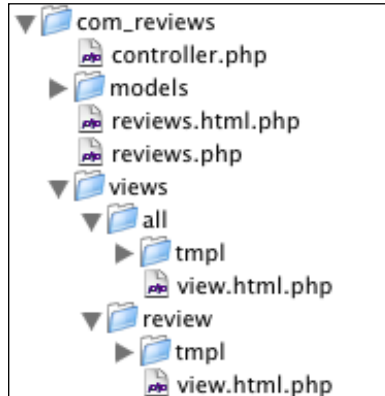 com_reviews
controller.php
models
reviews.html.php
reviews.php
views
all
tmpl
view.html.php
review
tmpl
view.html.php